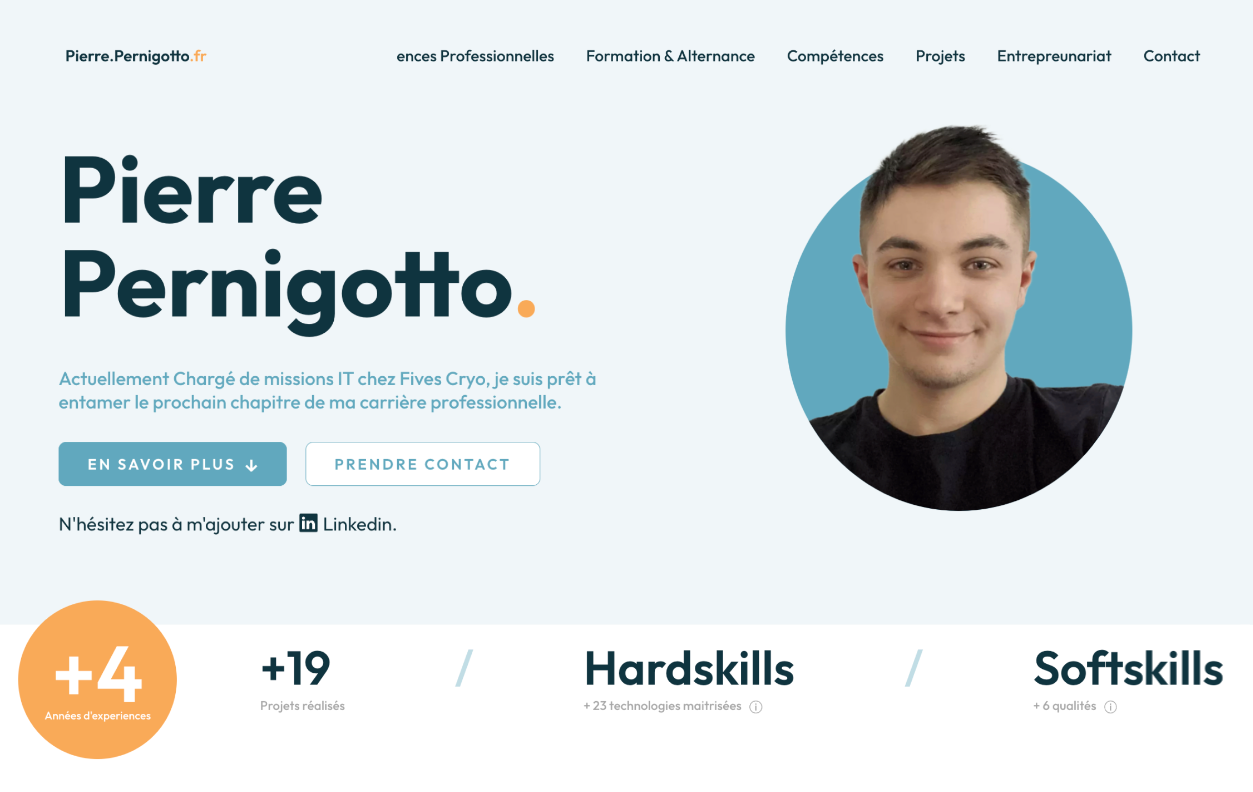 Pierre.Pernigotto.fr
ences Professionnelles
Formation & Alternance
Compétences
Projets
Entrepreunariat
Contact
Pierre
Pernigotto.
Actuellement Chargé de missions IT chez Fives Cryo, je suis prêt à
entamer le prochain chapitre de ma carrière professionnelle.
EN SAVOIR PLUS ↓
PRENDRE CONTACT
N'hésitez pas à m'ajouter sur in Linkedin.
+4
Années d'experiences
+19
Projets réalisés
/
Hardskills
+ 23 technologies maitrisées ⓘ
/
Softskills
+ 6 qualités ⓘ